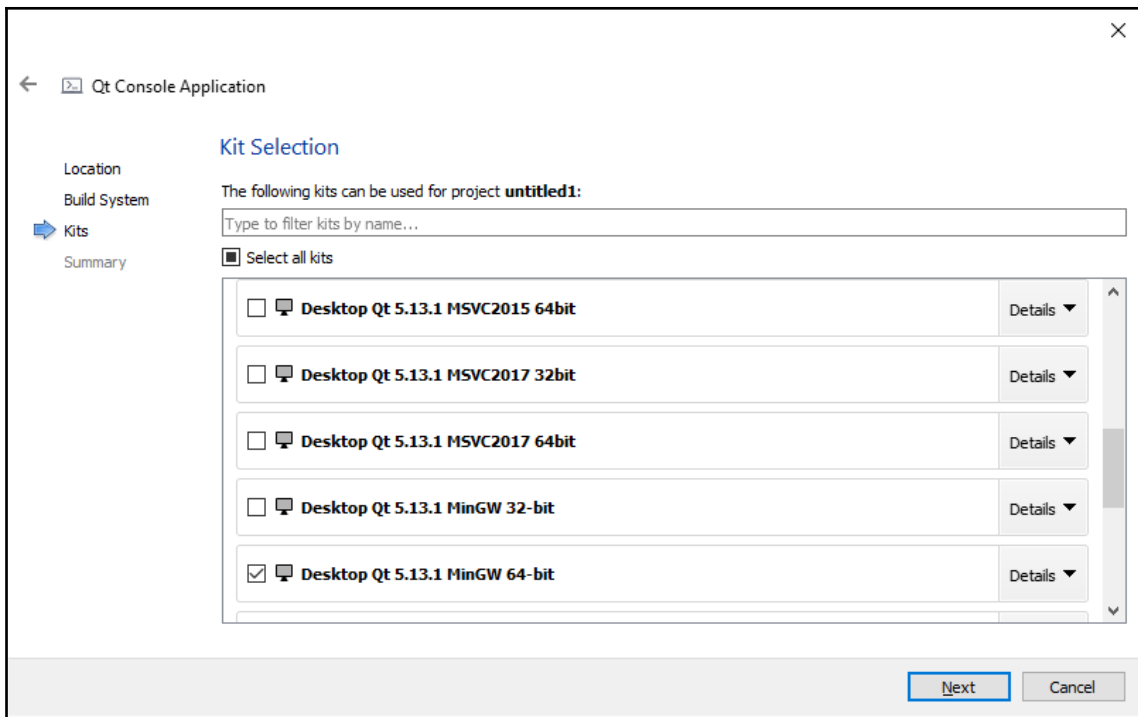 Qt Console Application
Location
Build System
Kits
Summary
Kit Selection
The following kits can be used for project untitled1:
Type to filter kits by name...
Select all kits
Desktop Qt 5.13.1 MSVC2015 64bit Details
Desktop Qt 5.13.1 MSVC2017 32bit Details
Desktop Qt 5.13.1 MSVC2017 64bit Details
Desktop Qt 5.13.1 MinGW 32-bit Details
Desktop Qt 5.13.1 MinGW 64-bit Details
Next Cancel